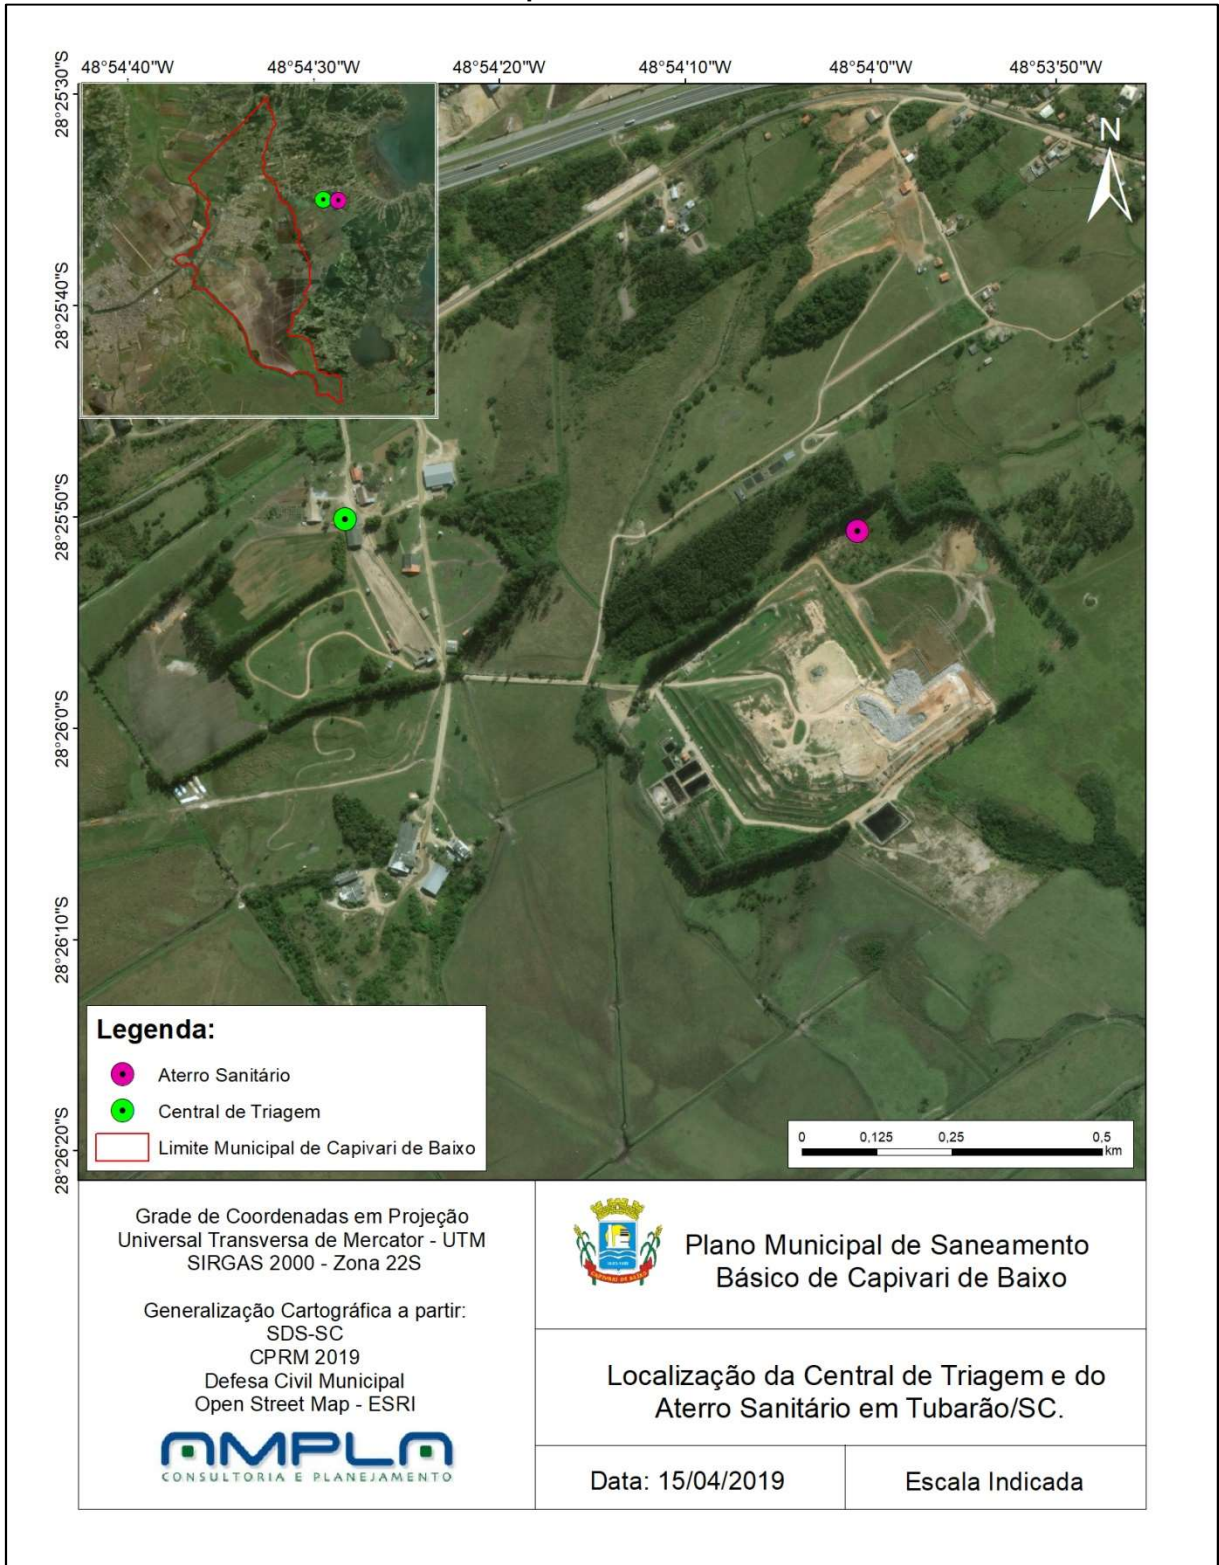 48°54'40"W 48°54'30"W 48°54'20"W 48°54'10"W 48°54'0"W 48°53'50"W
28°25'30"S
28°25'40"S
28°25'50"S
28°26'0"S
28°26'10"S
28°26'20"S
N
Legenda:
Aterro Sanitário
Central de Triagem
Limite Municipal de Capivari de Baixo
0 0,125 0,25 0,5
km
Grade de Coordenadas em Projeção
Universal Transversa de Mercator - UTM
SIRGAS 2000 - Zona 22S
Generalização Cartográfica a partir:
SDS-SC
CPRM 2019
Defesa Civil Municipal
Open Street Map - ESRI
AMPLA
CONSULTORIA E PLANEJAMENTO
CAPIVARI DE BAIXO
Plano Municipal de Saneamento
Básico de Capivari de Baixo
Localização da Central de Triagem e do
Aterro Sanitário em Tubarão/SC.
Data: 15/04/2019
Escala Indicada